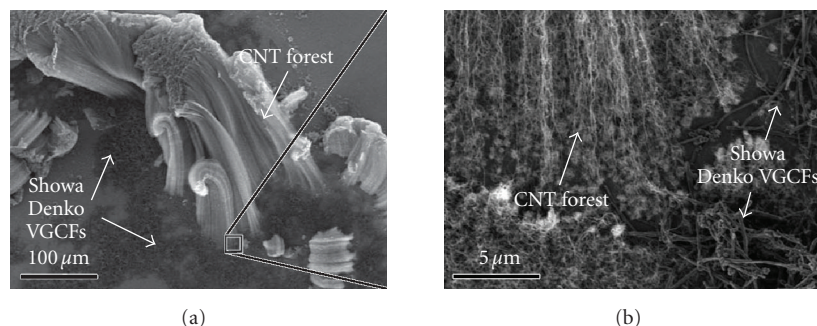 CNT forest
Showa
Denko
VGCFs
100 μm
(a)
Showa
Denko VGCFs
CNT forest
5 μm
(b)